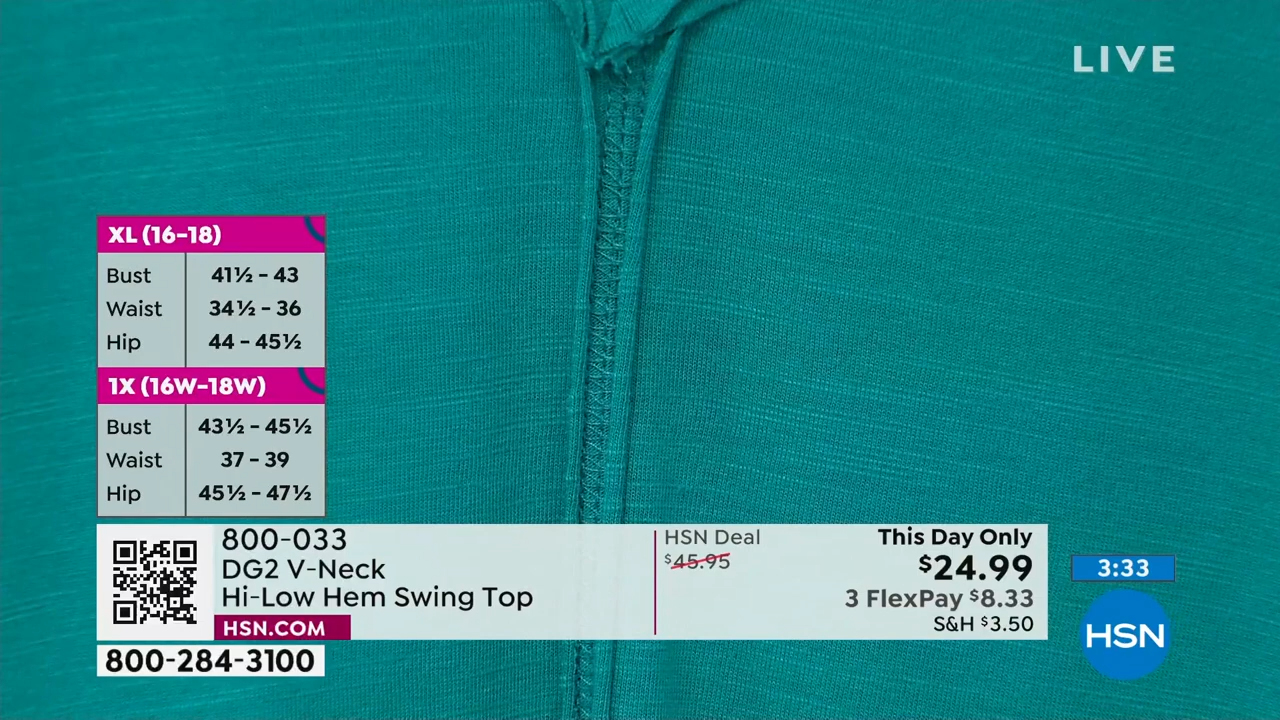 LIVE
XL (16-18)
Bust 41½ - 43
Waist 34½ - 36
Hip 44 - 45½
1X (16W-18W)
Bust 43½ - 45½
Waist 37 - 39
Hip 45½ - 47½
800-033
DG2 V-Neck
Hi-Low Hem Swing Top
HSN.COM
800-284-3100
HSN Deal
$45.95
This Day Only
$24.99
3 FlexPay $8.33
S&H $3.50
3:33
HSN